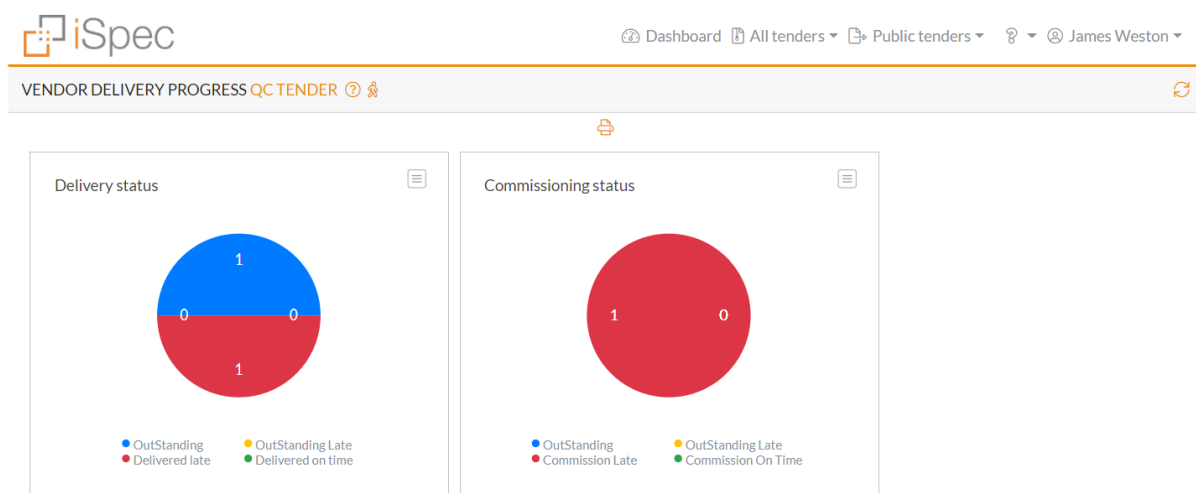 iSpec
Dashboard All tenders Public tenders James Weston
VENDOR DELIVERY PROGRESS QC TENDER
Delivery status
1
0 0
1
OutStanding OutStanding Late
Delivered late Delivered on time
Commissioning status
1 0
OutStanding OutStanding Late
Commission Late Commission On Time